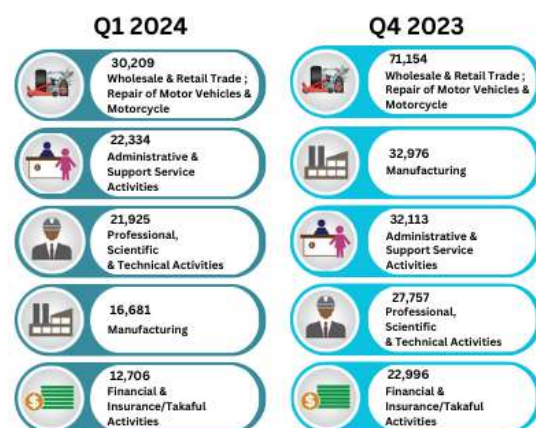 Q1 2024
30,209
Wholesale & Retail Trade ;
Repair of Motor Vehicles &
Motorcycle
22,334
Administrative &
Support Service
Activities
21,925
Professional,
Scientific
& Technical Activities
16,681
Manufacturing
12,706
Financial &
Insurance/Takaful
Activities
Q4 2023
71,154
Wholesale & Retail Trade ;
Repair of Motor Vehicles &
Motorcycle
32,976
Manufacturing
32,113
Administrative &
Support Service
Activities
27,757
Professional,
Scientific
& Technical Activities
22,996
Financial &
Insurance/Takaful
Activities